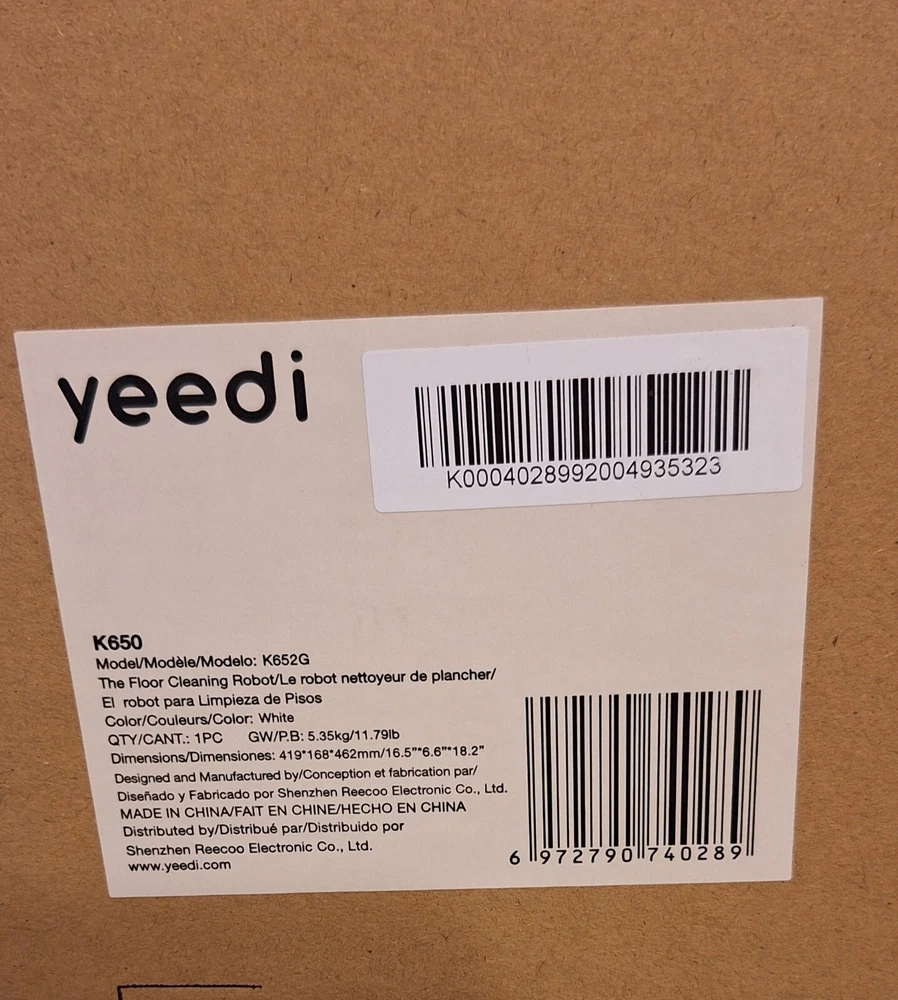 yeedi
K0004028992004935323
K650
Model/Modèle/Modelo: K652G
The Floor Cleaning Robot/Le robot nettoyeur de plancher/
El robot para Limpieza de Pisos
Color/Couleurs/Color: White
QTY/CANT.: 1PC GW/P.B: 5.35kg/11.79lb
Dimensions/Dimensiones: 419*168*462mm/16.5"*6.6"*18.2"
Designed and Manufactured by/Conception et fabrication par/
Diseñado y Fabricado por Shenzhen Reecoo Electronic Co., Ltd.
MADE IN CHINA/FAIT EN CHINE/HECHO EN CHINA
Distributed by/Distribué par/Distribuido por
Shenzhen Reecoo Electronic Co., Ltd.
www.yeedi.com
6 972790 740289